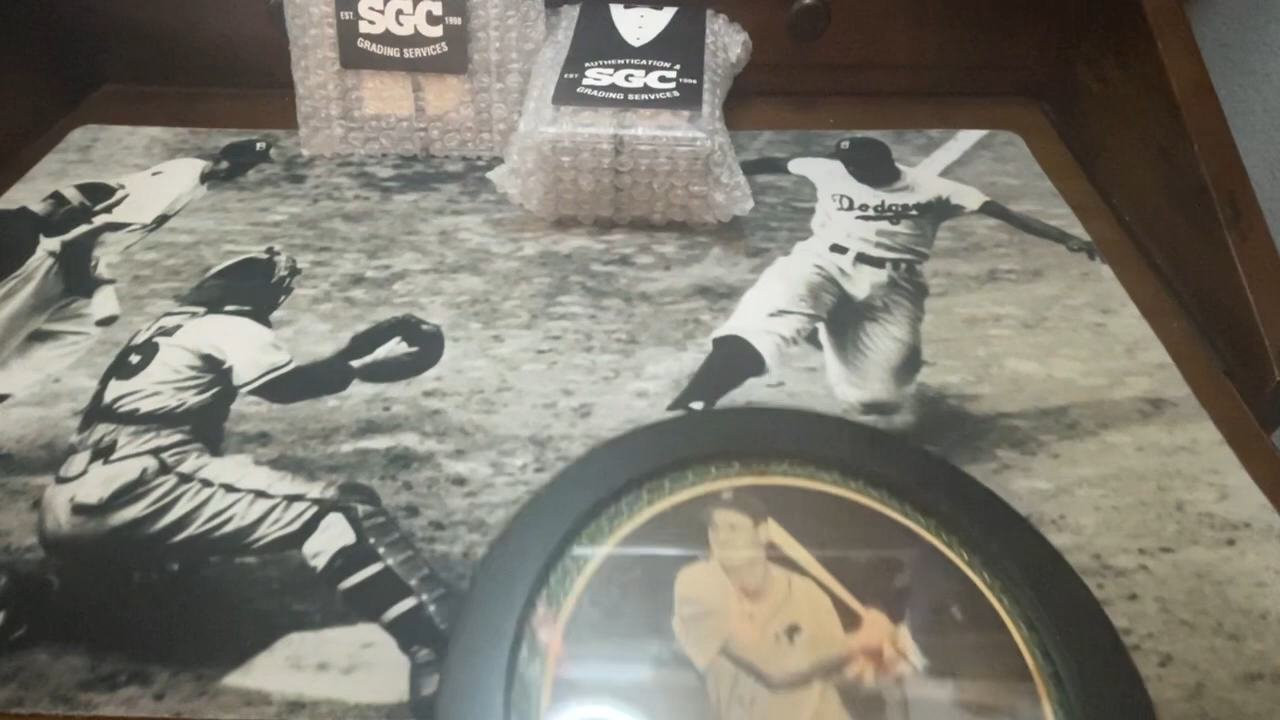 EST. SGC 1998
GRADING SERVICES
AUTHENTICATION &
EST SGC 1998
GRADING SERVICES
B
B
Dodgers